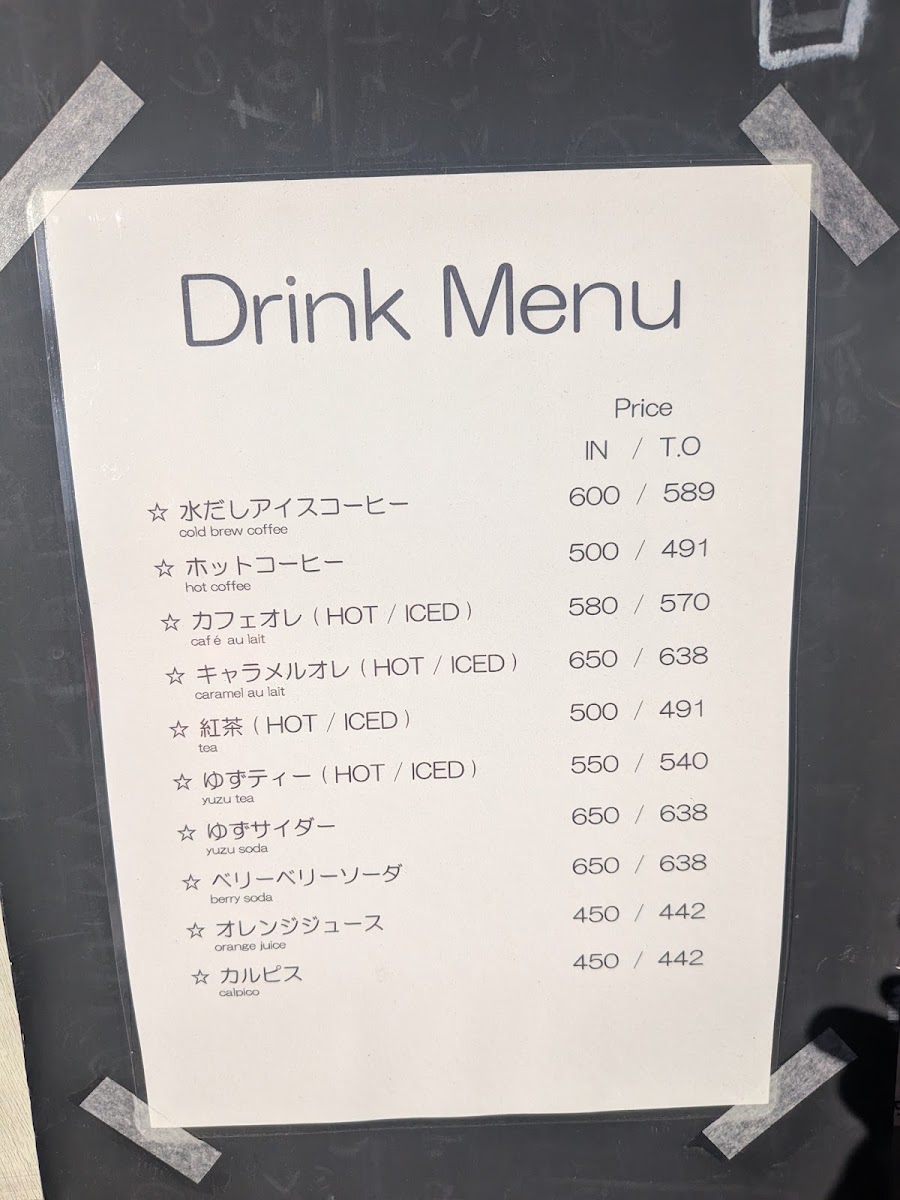 Drink Menu
Price
IN / T.O
☆ 水だしアイスコーヒー 600 / 589
cold brew coffee
☆ ホットコーヒー 500 / 491
hot coffee
☆ カフェオレ ( HOT / ICED ) 580 / 570
café au lait
☆ キャラメルオレ ( HOT / ICED ) 650 / 638
caramel au lait
☆ 紅茶 ( HOT / ICED ) 500 / 491
tea
☆ ゆずティー ( HOT / ICED ) 550 / 540
yuzu tea
☆ ゆずサイダー 650 / 638
yuzu soda
☆ ベリーベリーソーダ 650 / 638
berry soda
☆ オレンジジュース 450 / 442
orange juice
☆ カルピス 450 / 442
calpico